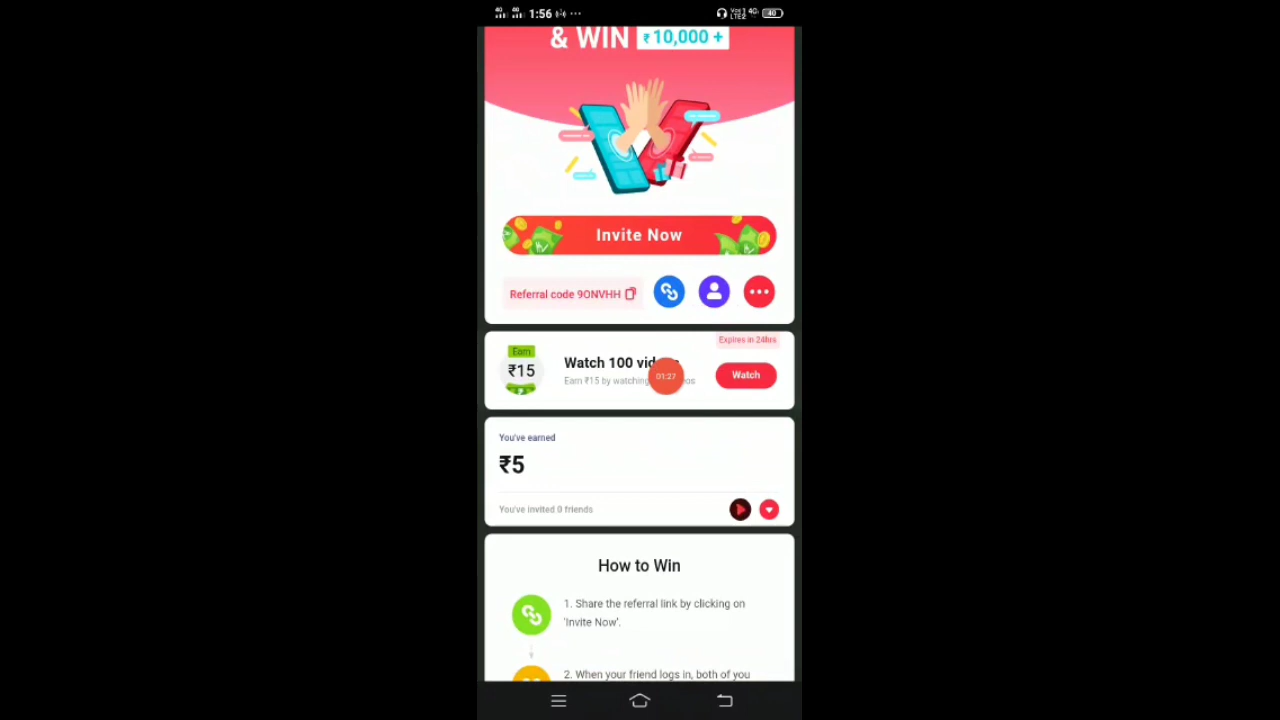 1:56
& WIN ₹10,000 +
Invite Now
Referral code 9ONVHH
Expires in 24hrs
Earn
₹15
Watch 100
01:27
Earn ₹15 by watching
Watch
You've earned
₹5
You've invited 0 friends
How to Win
1. Share the referral link by clicking on
'Invite Now'.
2. When your friend logs in, both of you